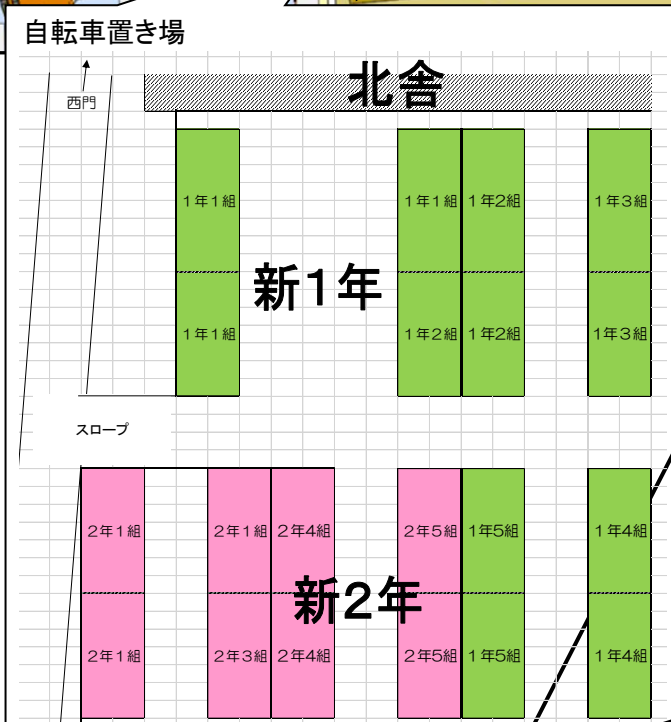 自転車置き場
北舎
西門
1年1組
1年1組
1年2組
1年3組
新1年
1年1組
1年2組
1年2組
1年3組
スロープ
2年1組
2年1組
2年4組
2年5組
1年5組
1年4組
新2年
2年1組
2年3組
2年4組
2年5組
1年5組
1年4組